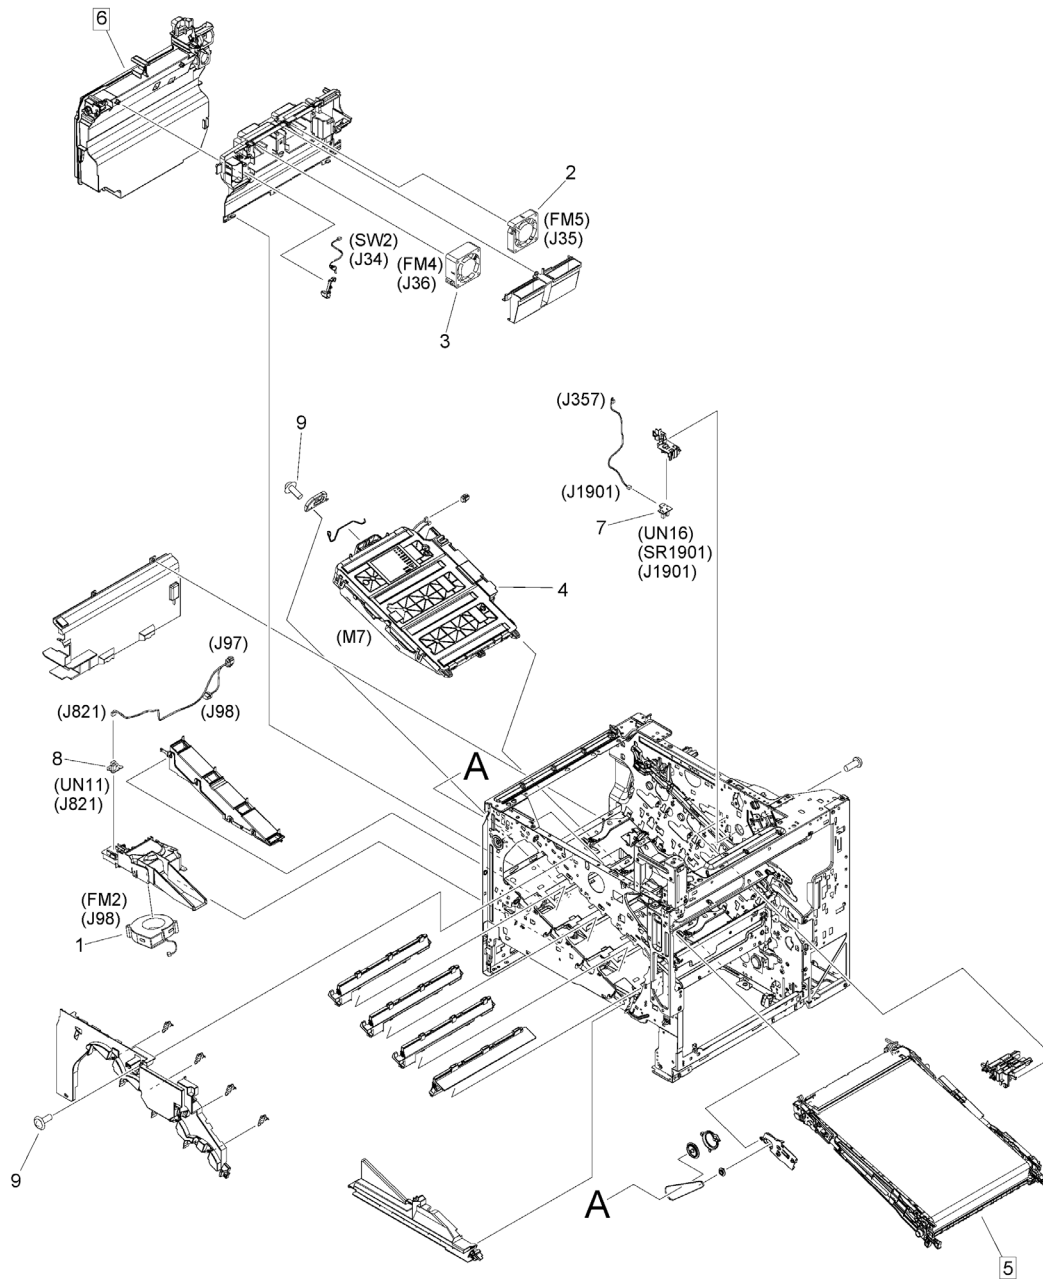 6
2
(FM5)
(J35)
(SW2)
(J34)
(FM4)
(J36)
3
(J357)
9
(J1901)
7
(UN16)
(SR1901)
(J1901)
4
(M7)
(J97)
(J821)
(J98)
8
(UN11)
(J821)
A
(FM2)
(J98)
1
9
A
5